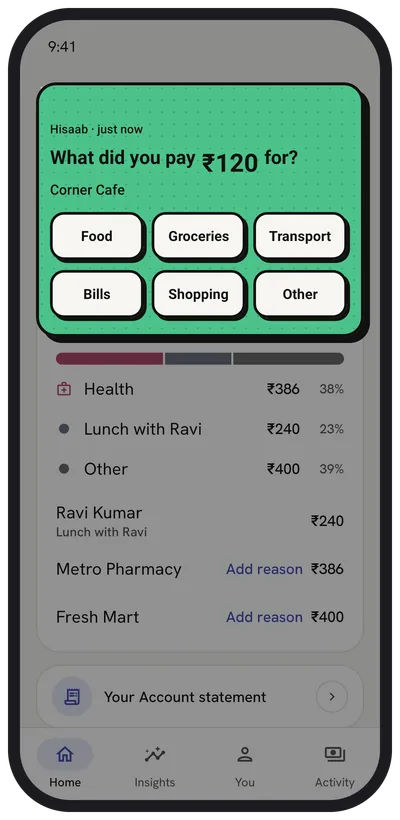 9:41
Hisaab · just now
What did you pay ₹120 for?
Corner Cafe
Food Groceries Transport
Bills Shopping Other
Health ₹386 38%
Lunch with Ravi ₹240 23%
Other ₹400 39%
Ravi Kumar ₹240
Lunch with Ravi
Metro Pharmacy Add reason ₹386
Fresh Mart Add reason ₹400
Your Account statement
Home Insights You Activity